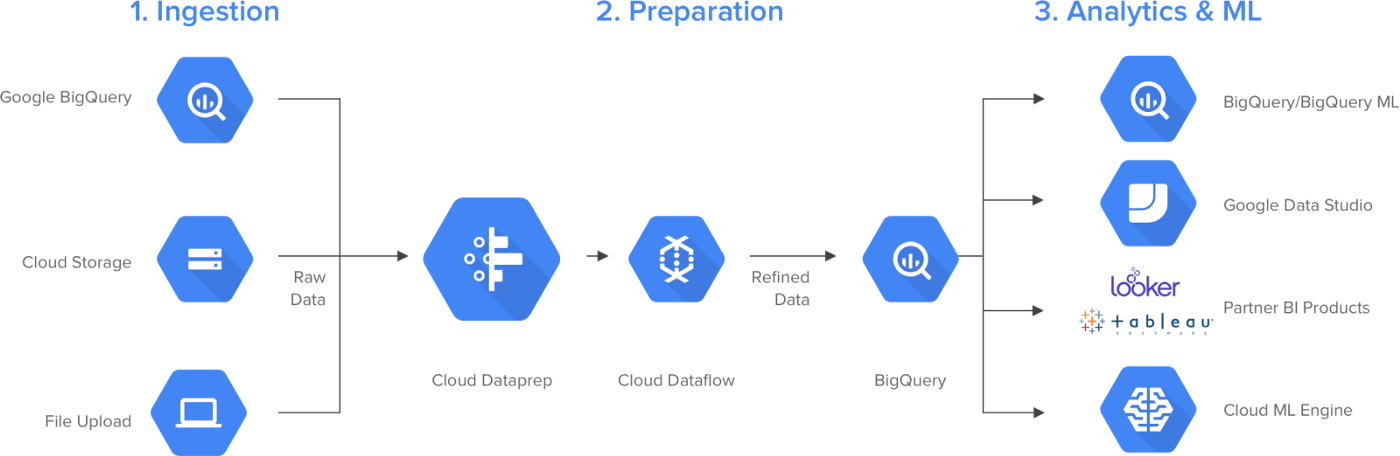 1. Ingestion
2. Preparation
3. Analytics & ML
Google BigQuery
BigQuery/BigQuery ML
Google Data Studio
Cloud Storage
Raw
Data
Refined
Data
looker
tableau
SOFTWARE
Partner BI Products
Cloud Dataprep
Cloud Dataflow
BigQuery
File Upload
Cloud ML Engine